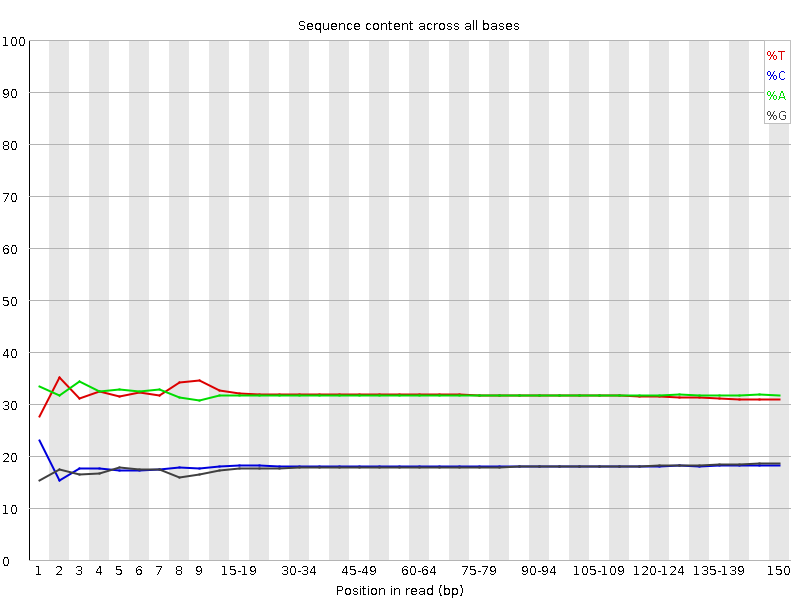 Sequence content across all bases
100
90
80
70
60
50
40
30
20
10
0
%T
%C
%A
%G
1 2 3 4 5 6 7 8 9 15-19 30-34 45-49 60-64 75-79 90-94 105-109 120-124 135-139 150
Position in read (bp)